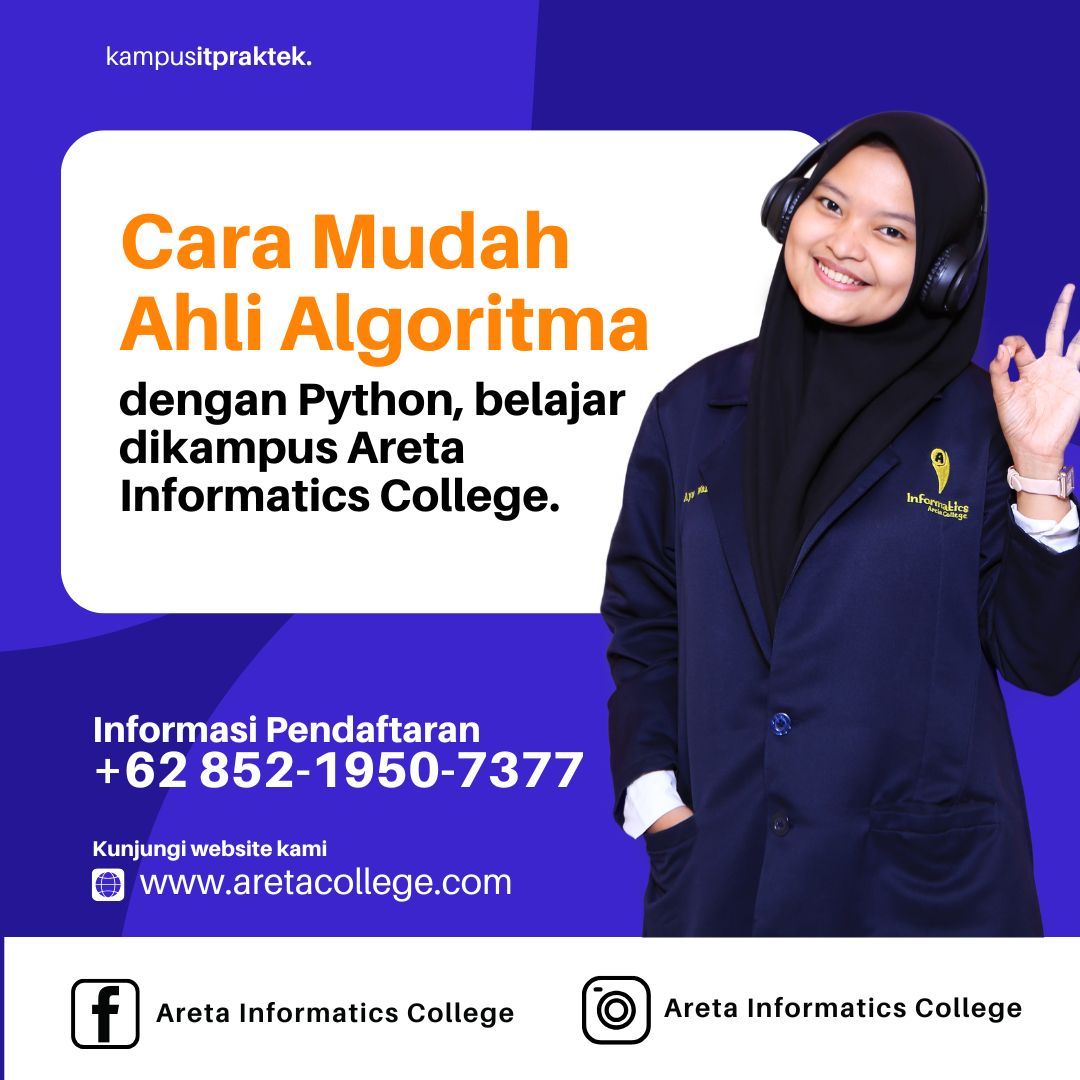 kampusitpraktek.
Cara Mudah
Ahli Algoritma
dengan Python, belajar
dikampus Areta
Informatics College.
Informatics
Areta College
Informasi Pendaftaran
+62 852-1950-7377
Kunjungi website kami
www.aretacollege.com
Areta Informatics College
Areta Informatics College